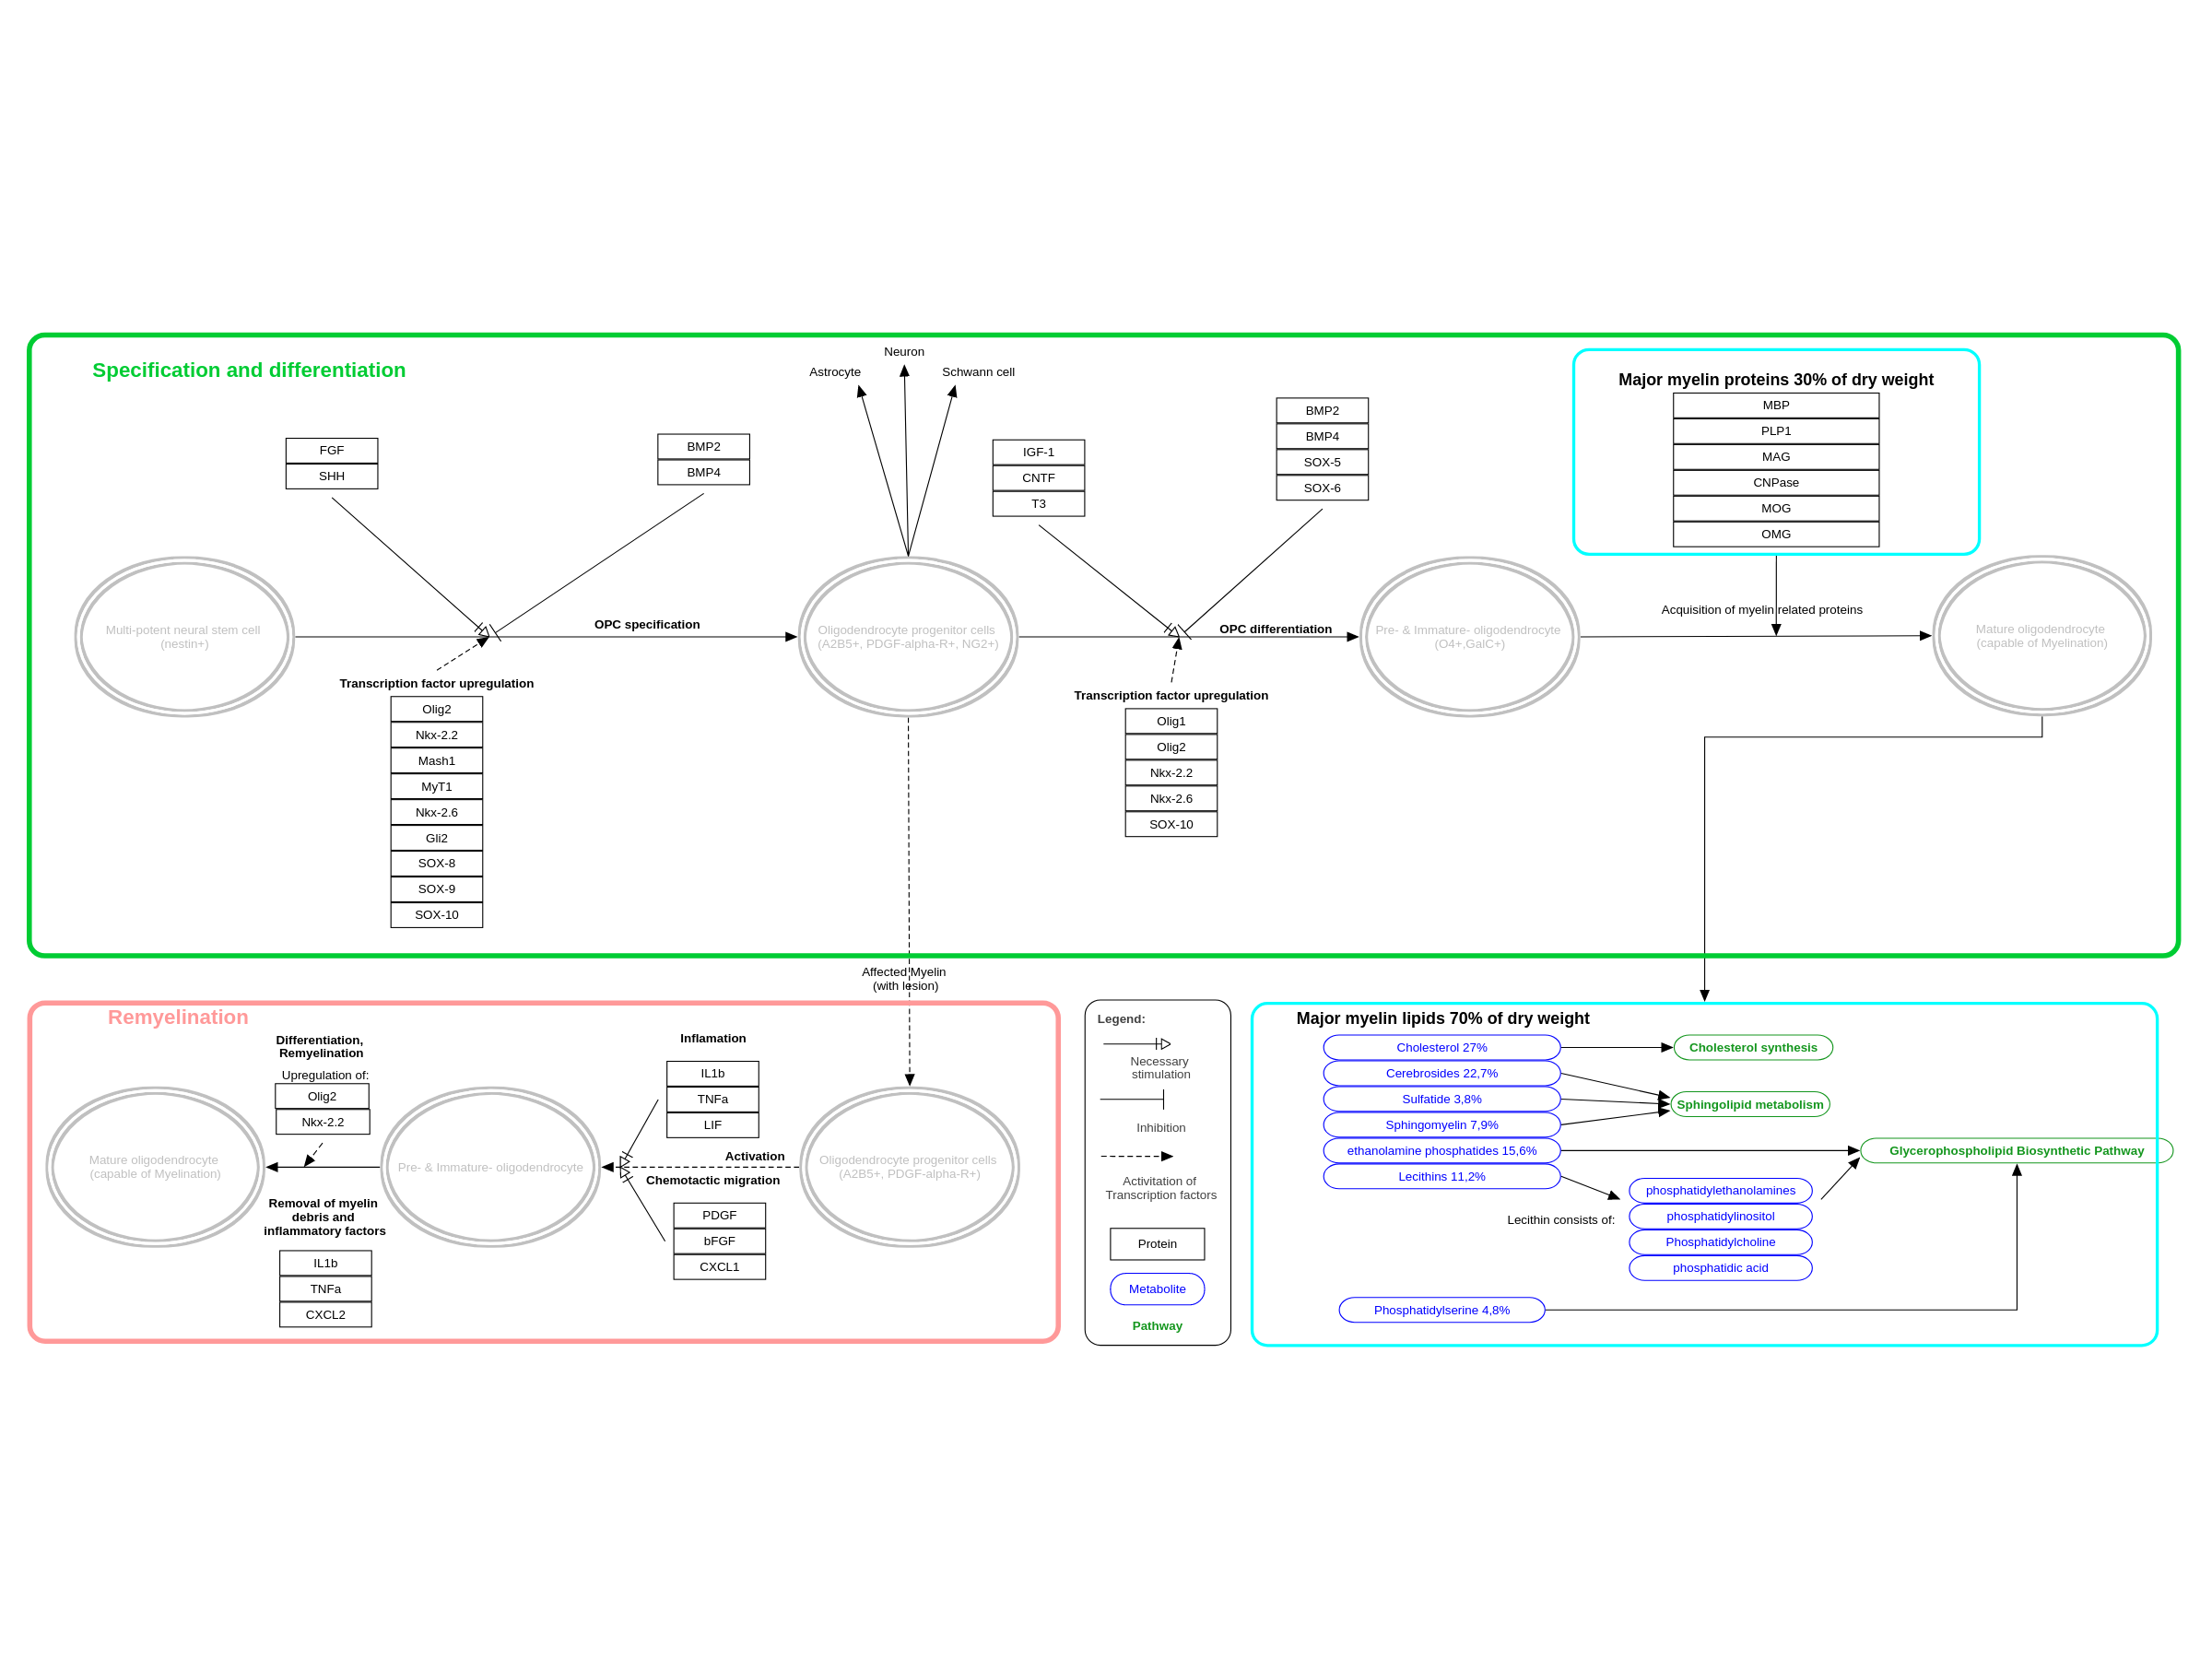 Specification and differentiation
Neuron
Astrocyte
Schwann cell
Major myelin proteins 30% of dry weight
MBP
PLP1
MAG
CNPase
MOG
OMG
FGF
SHH
BMP2
BMP4
IGF-1
CNTF
T3
BMP2
BMP4
SOX-5
SOX-6
Multi-potent neural stem cell
(nestin+)
OPC specification
Oligodendrocyte progenitor cells
(A2B5+, PDGF-alpha-R+, NG2+)
OPC differentiation
Pre- & Immature- oligodendrocyte
(O4+,GalC+)
Acquisition of myelin related proteins
Mature oligodendrocyte
(capable of Myelination)
Transcription factor upregulation
Olig2
Nkx-2.2
Mash1
MyT1
Nkx-2.6
Gli2
SOX-8
SOX-9
SOX-10
Transcription factor upregulation
Olig1
Olig2
Nkx-2.2
Nkx-2.6
SOX-10
Affected Myelin
(with lesion)
Remyelination
Differentiation,
Remyelination
Upregulation of:
Olig2
Nkx-2.2
Inflamation
IL1b
TNFa
LIF
Activation
Chemotactic migration
Mature oligodendrocyte
(capable of Myelination)
Pre- & Immature- oligodendrocyte
Oligodendrocyte progenitor cells
(A2B5+, PDGF-alpha-R+)
Removal of myelin
debris and
inflammatory factors
IL1b
TNFa
CXCL2
PDGF
bFGF
CXCL1
Legend:
Necessary
stimulation
Inhibition
Activitation of
Transcription factors
Protein
Metabolite
Pathway
Major myelin lipids 70% of dry weight
Cholesterol 27%
Cerebrosides 22,7%
Sulfatide 3,8%
Sphingomyelin 7,9%
ethanolamine phosphatides 15,6%
Lecithins 11,2%
Cholesterol synthesis
Sphingolipid metabolism
Glycerophospholipid Biosynthetic Pathway
Lecithin consists of:
phosphatidylethanolamines
phosphatidylinositol
Phosphatidylcholine
phosphatidic acid
Phosphatidylserine 4,8%